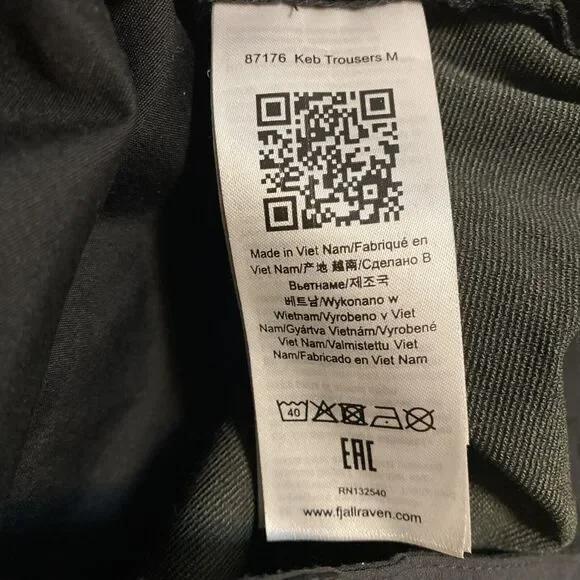 87176 Keb Trousers M
Made in Viet Nam/Fabriqué en
Viet Nam/产地 越南/Сделано В
Вьетнаме/제조국
베트남/Wykonano w
Wietnam/Vyrobeno v Viet
Nam/Gyártva Vietnám/Vyrobené
Viet Nam/Valmistettu Viet
Nam/Fabricado en Viet Nam
40
EAC
RN132540
www.fjallraven.com